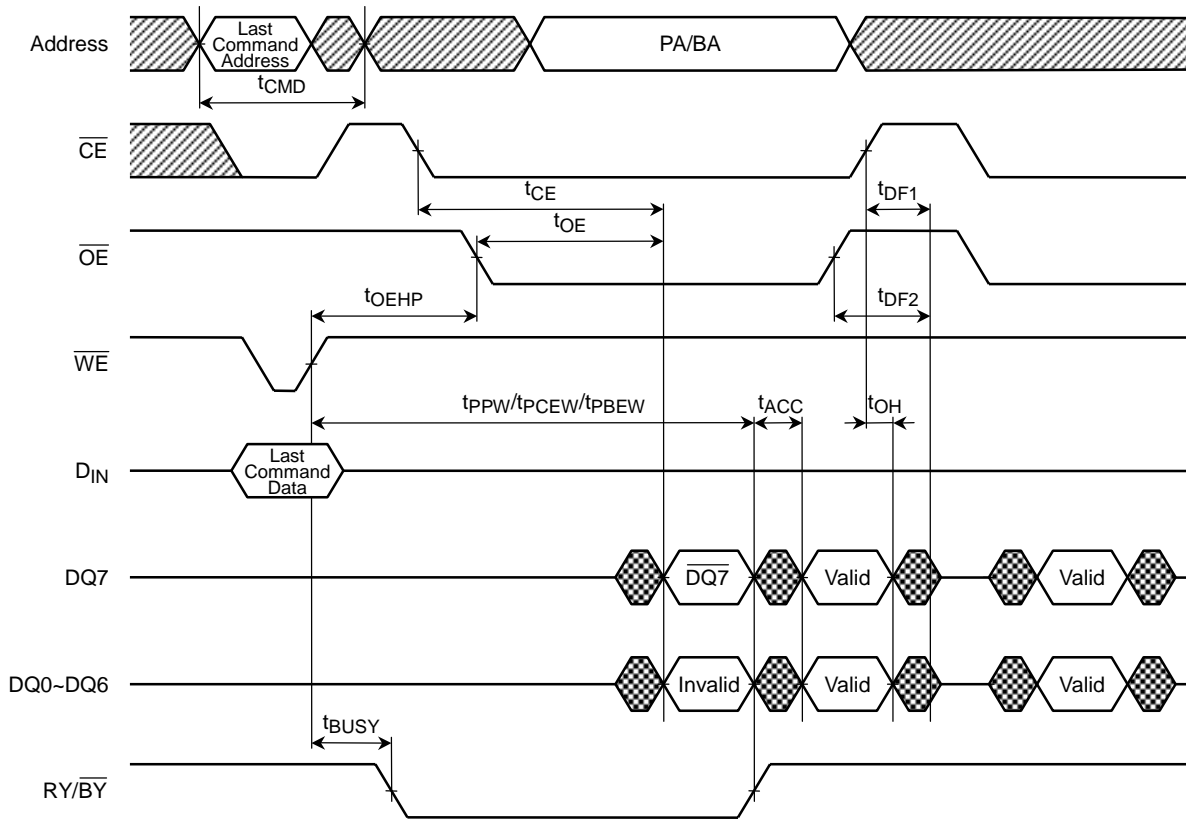 Address
Last
Command
Address
PA/BA
tCMD
CE
tCE
tDF1
OE
tOE
tOEHP
tDF2
WE
tPPW/tPCEW/tPBEW
tACC
tOH
DIN
Last
Command
Data
DQ7
DQ7
Valid
Valid
DQ0~DQ6
Invalid
Valid
Valid
tBUSY
RY/BY